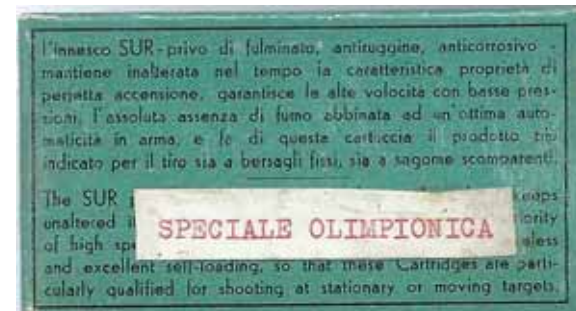 l'innesco SUR-privo di fulminato, antiruggine, anticorrosivo -
mantiene inalterata nel tempo la caratteristica proprietà di
perfetta accensione, garantisce le alte velocità con basse pres-
sioni, l'assoluta assenza di fumo abbinata ad un'ottima auto-
maticità in arma, e fa di questa cartuccia il prodotto più
indicato per il tiro sia a bersagli fissi, sia a sagome scomparenti.
The SUR keeps
unaltered
of high
SPECIALE OLIMPIONICA
and excellent self-loading, so that these Cartridges are parti-
cularly qualified for shooting at stationary or moving targets.